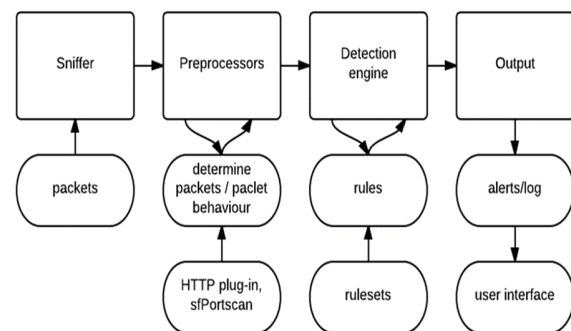 Sniffer
Preprocessors
Detection
engine
Output
packets
determine
packets / paclet
behaviour
rules
alerts/log
HTTP plug-in,
sfPortscan
rulesets
user interface